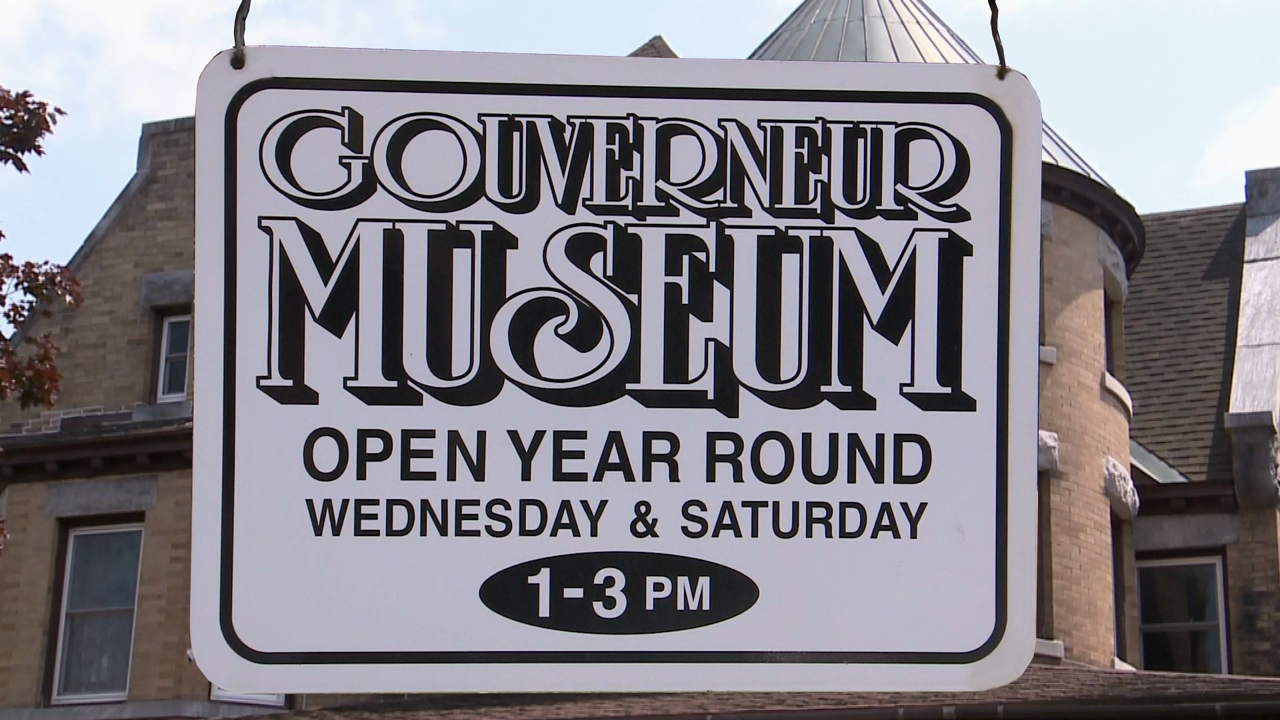 GOUVERNEUR
MUSEUM
OPEN YEAR ROUND
WEDNESDAY & SATURDAY
1-3 PM